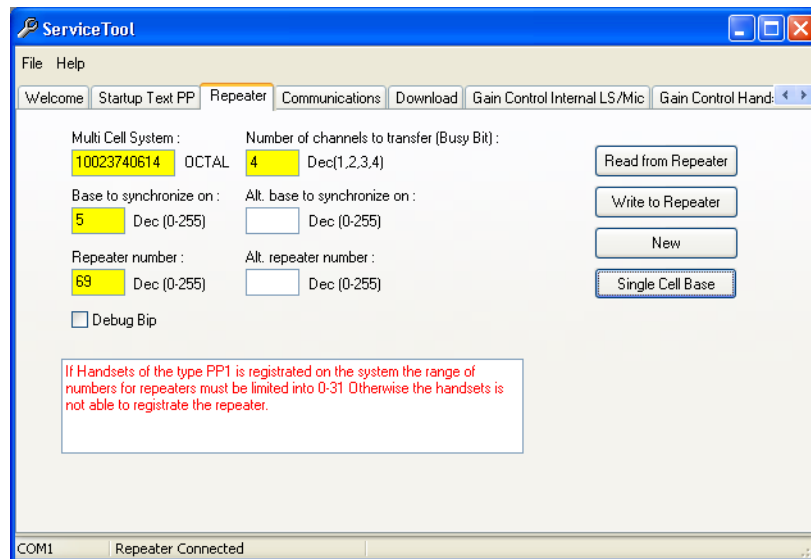 ServiceTool
File Help
Welcome Startup Text PP Repeater Communications Download Gain Control Internal LS/Mic Gain Control Hand
Multi Cell System : Number of channels to transfer (Busy Bit) :
10023740614 OCTAL 4 Dec(1,2,3,4) Read from Repeater
Base to synchronize on : Alt. base to synchronize on : Write to Repeater
5 Dec (0-255) Dec (0-255)
New
Repeater number : Alt. repeater number :
69 Dec (0-255) Dec (0-255) Single Cell Base
Debug Bip
If Handsets of the type PP1 is registrated on the system the range of
numbers for repeaters must be limited into 0-31 Otherwise the handsets is
not able to registrate the repeater.
COM1 Repeater Connected